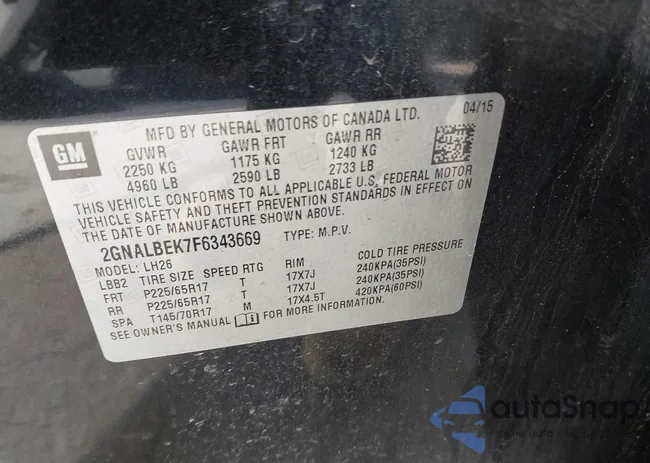 GM
MFD BY GENERAL MOTORS OF CANADA LTD. 04/15
GVWR GAWR FRT GAWR RR
2250 KG 1175 KG 1240 KG
4960 LB 2590 LB 2733 LB
THIS VEHICLE CONFORMS TO ALL APPLICABLE U.S. FEDERAL MOTOR
VEHICLE SAFETY AND THEFT PREVENTION STANDARDS IN EFFECT ON
THE DATE OF MANUFACTURE SHOWN ABOVE.
2GNALBEK7F6343669 TYPE: M.P.V.
MODEL: LH26
LBB2 TIRE SIZE SPEED RTG RIM COLD TIRE PRESSURE
FRT P225/65R17 T 17X7J 240KPA(35PSI)
RR P225/65R17 T 17X7J 240KPA(35PSI)
SPA T145/70R17 M 17X4.5T 420KPA(60PSI)
SEE OWNER'S MANUAL FOR MORE INFORMATION.
autoSnap